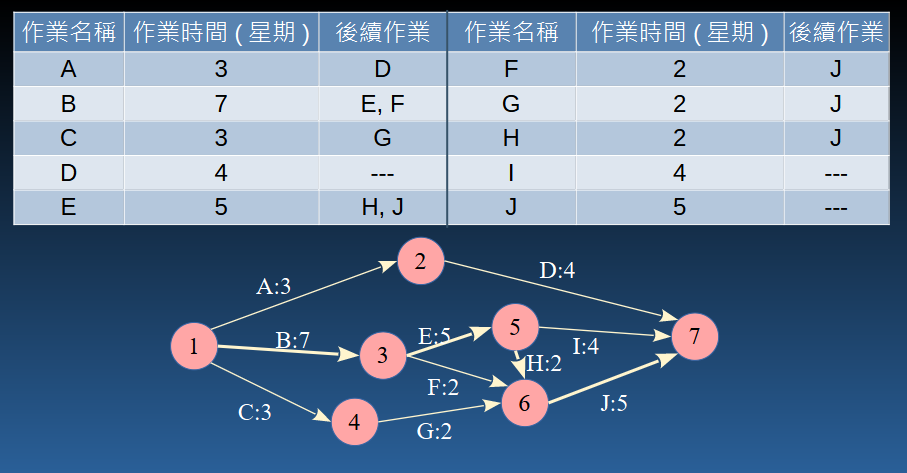 作業名稱 作業時間 ( 星期 ) 後續作業 作業名稱 作業時間 ( 星期 ) 後續作業
A 3 D F 2 J
B 7 E, F G 2 J
C 3 G H 2 J
D 4 --- I 4 ---
E 5 H, J J 5 ---
2
A:3
D:4
1
B:7
3
E:5
5
I:4
7
H:2
F:2
C:3
4
G:2
6
J:5